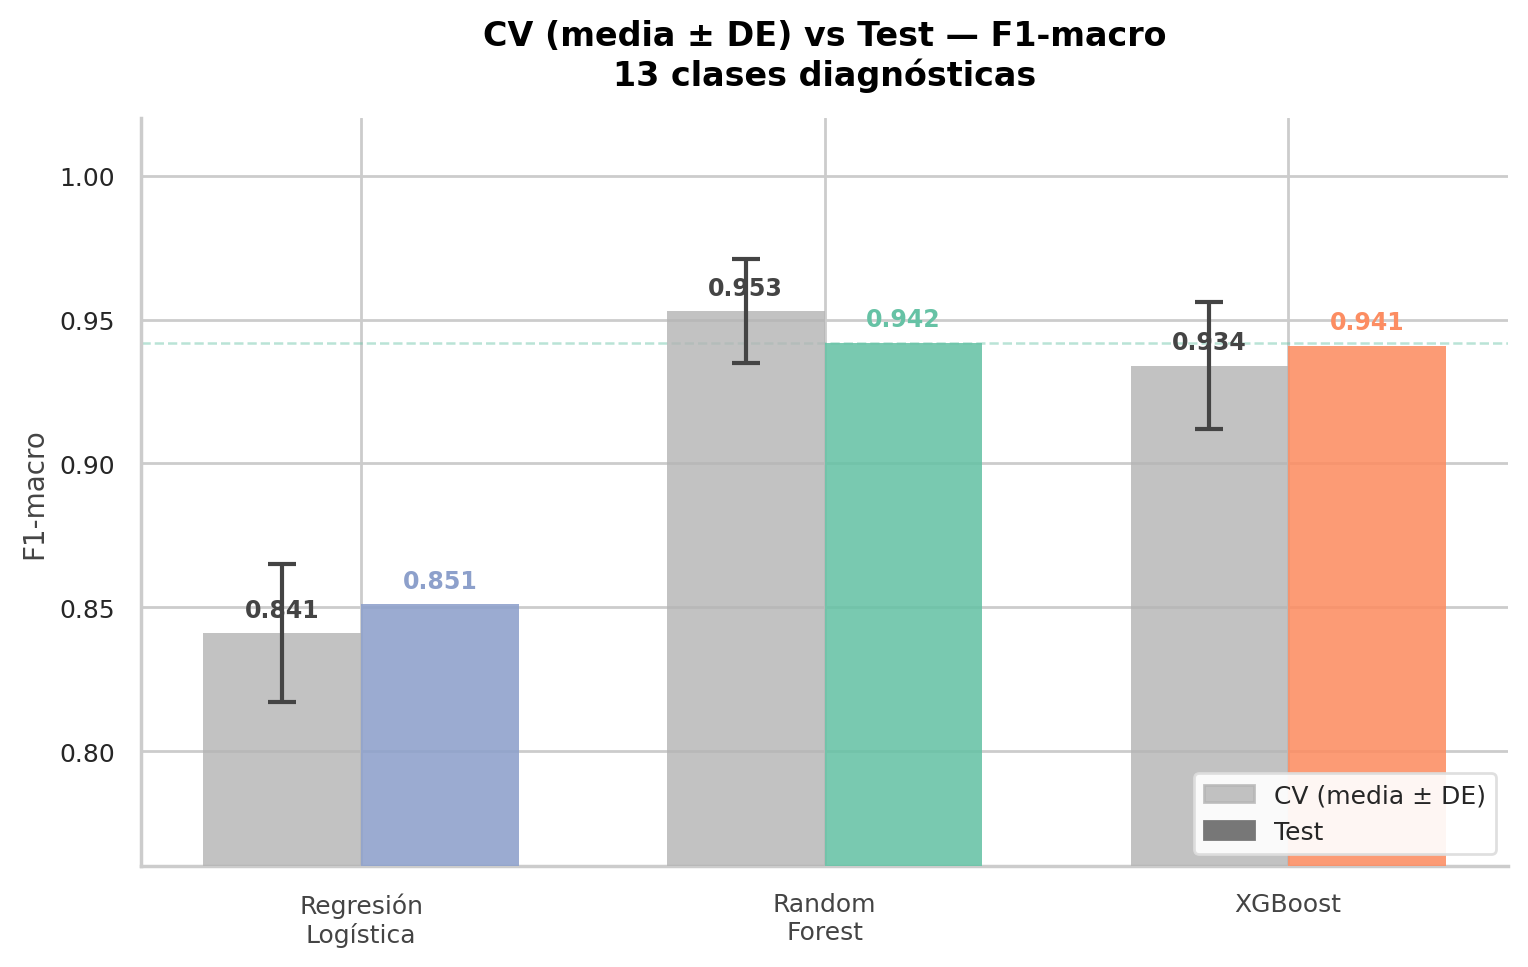 CV (media ± DE) vs Test — F1-macro
13 clases diagnósticas
F1-macro
1.00
0.95
0.90
0.85
0.80
0.841
0.851
0.953
0.942
0.934
0.941
CV (media ± DE)
Test
Regresión
Logística
Random
Forest
XGBoost